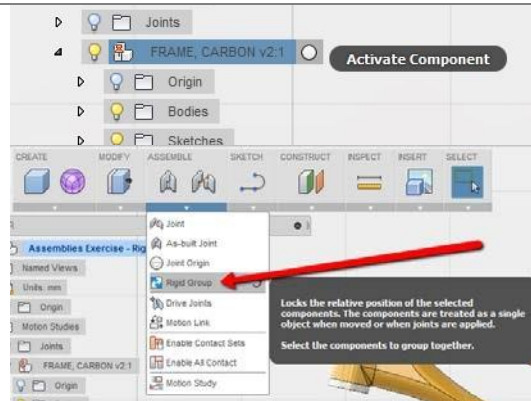 Joints
FRAME, CARBON v2:1
Activate Component
Origin
Bodies
Sketches
CREATE MODIFY ASSEMBLE SKETCH CONSTRUCT INSPECT INSERT SELECT
Joint
As-built Joint
Assemblies Exercise - Rig
Joint Origin
Named Views
Rigid Group
Units: mm
Drive Joints
Origin
Motion Link
Motion Studies
Enable Contact Sets
Joints
Enable All Contact
FRAME, CARBON v2:1
Motion Study
Origin
Locks the relative position of the selected
components. The components are treated as a single
object when moved or when joints are applied.
Select the components to group together.